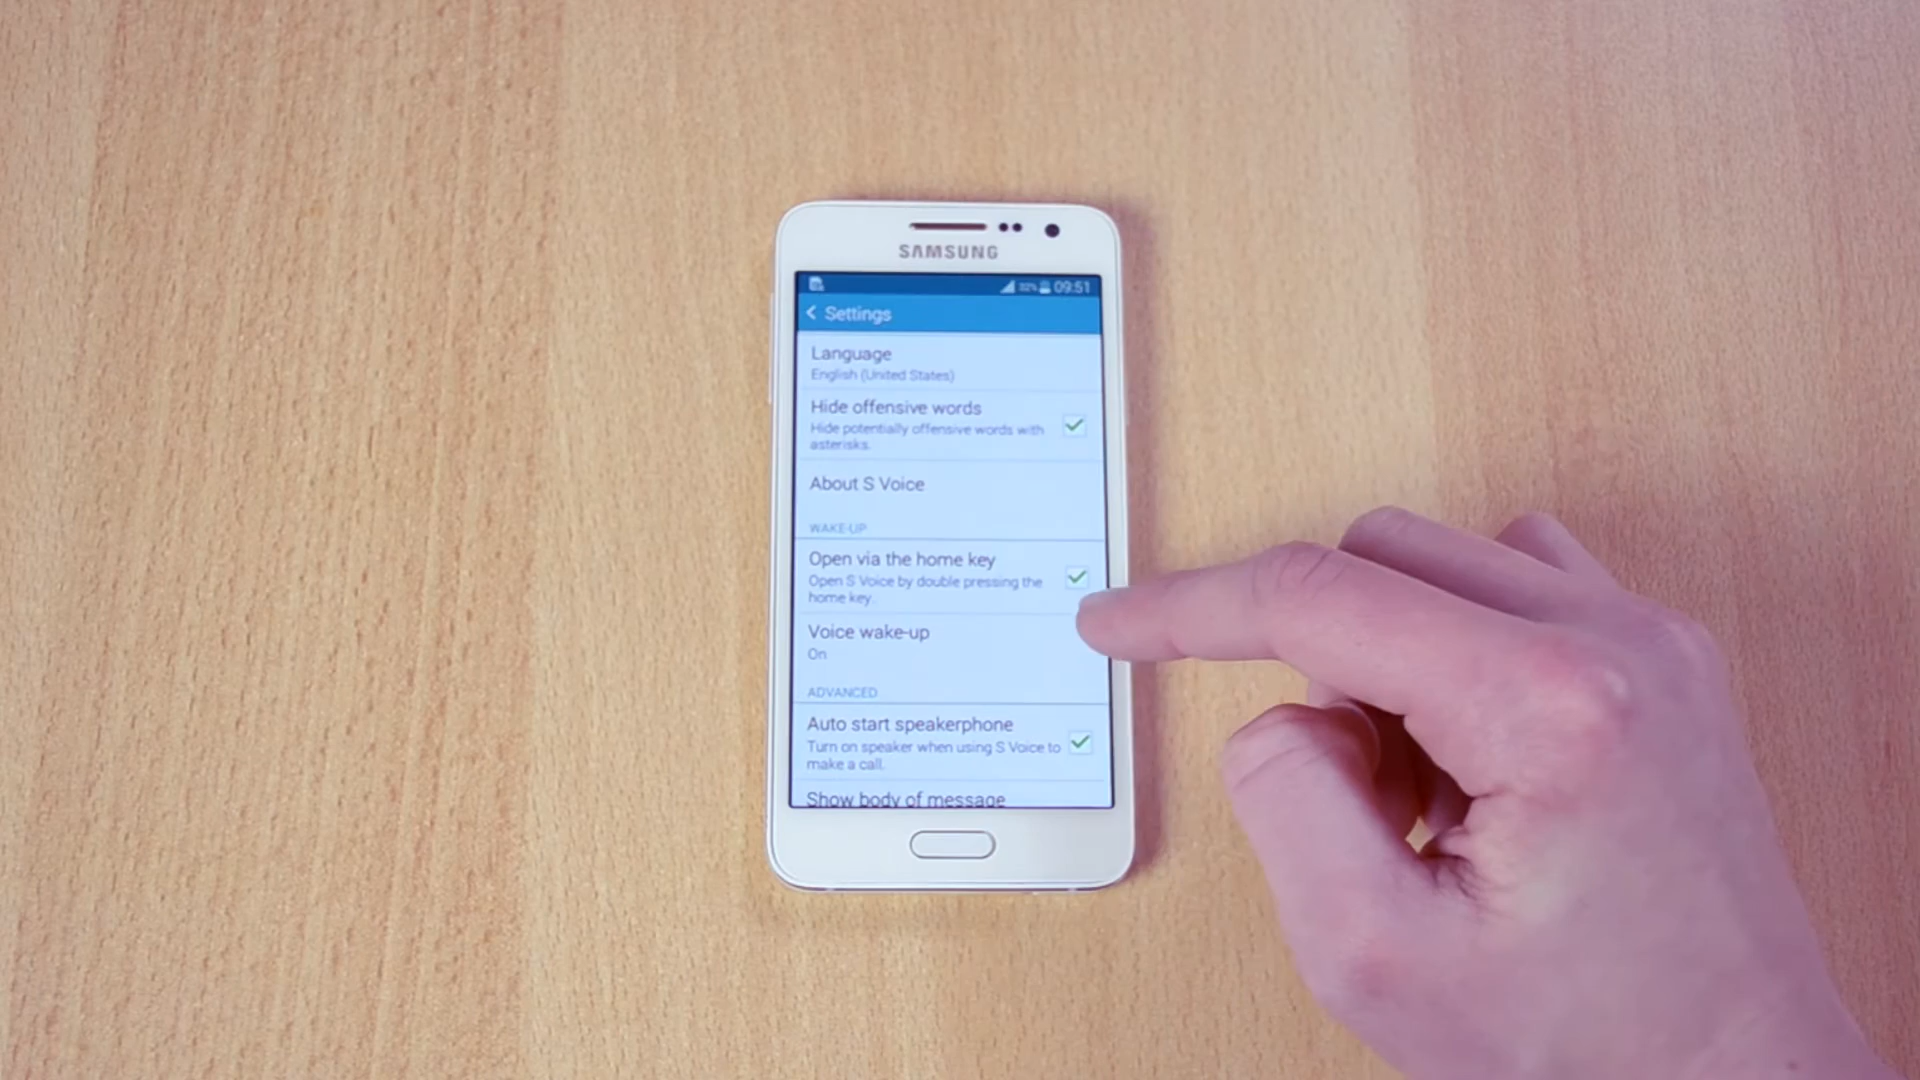 SAMSUNG
09:51
Settings
Language
English (United States)
Hide offensive words
Hide potentially offensive words with
asterisks.
About S Voice
WAKE-UP
Open via the home key
Open S Voice by double pressing the
home key.
Voice wake-up
On
ADVANCED
Auto start speakerphone
Turn on speaker when using S Voice to
make a call.
Show body of message